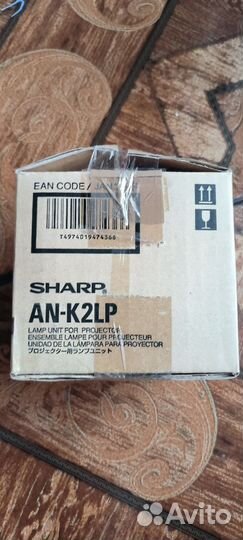 EAN CODE / JA
T4974019474366
SHARP
AN-K2LP
LAMP UNIT FOR PROJECTOR
ENSEMBLE LAMPE POUR PROJECTEUR
UNIDAD DE LA LÁMPARA PARA PROYECTOR
プロジェクター用ランプユニット
Avito